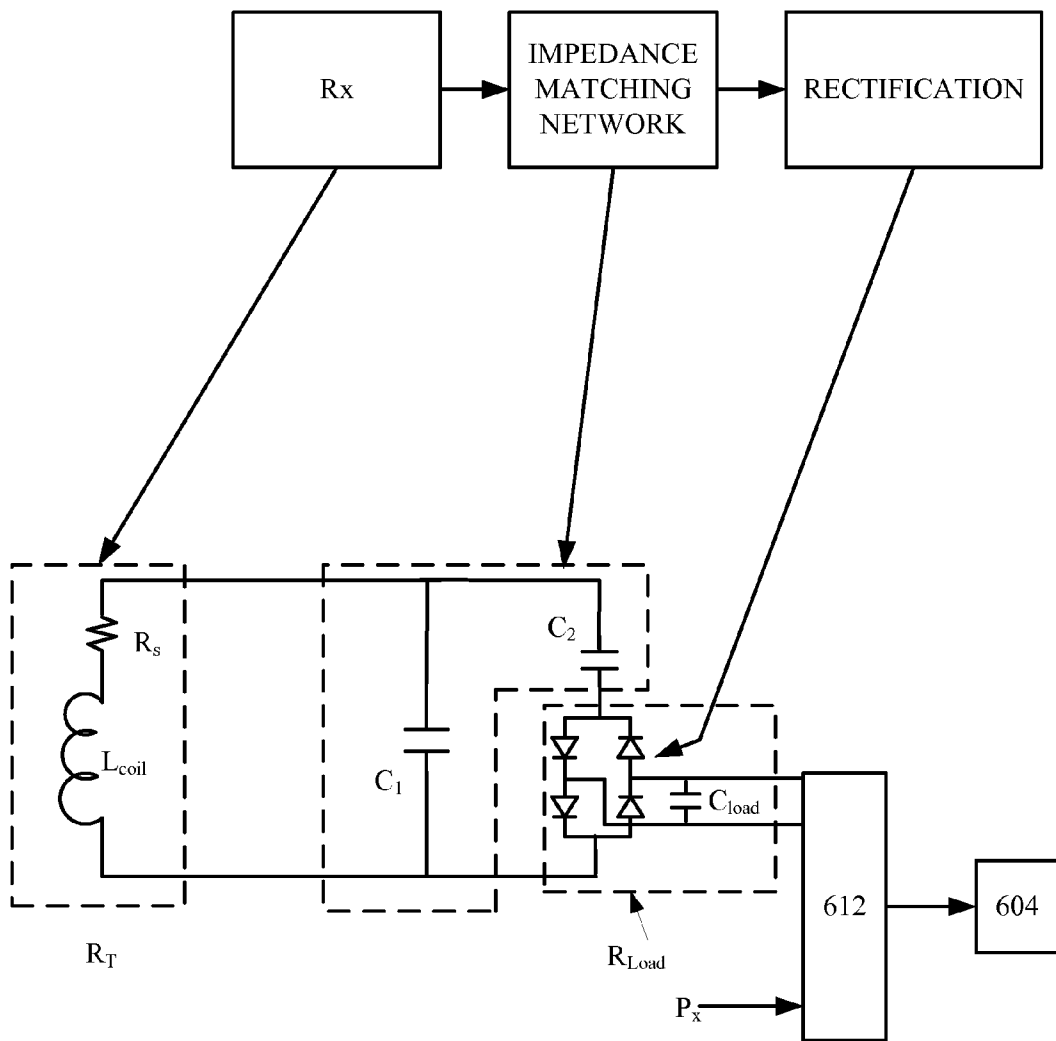 Rx
IMPEDANCE
MATCHING
NETWORK
RECTIFICATION
Rs
Lcoil
C1
C2
Cload
RT
RLoad
612
604
Px